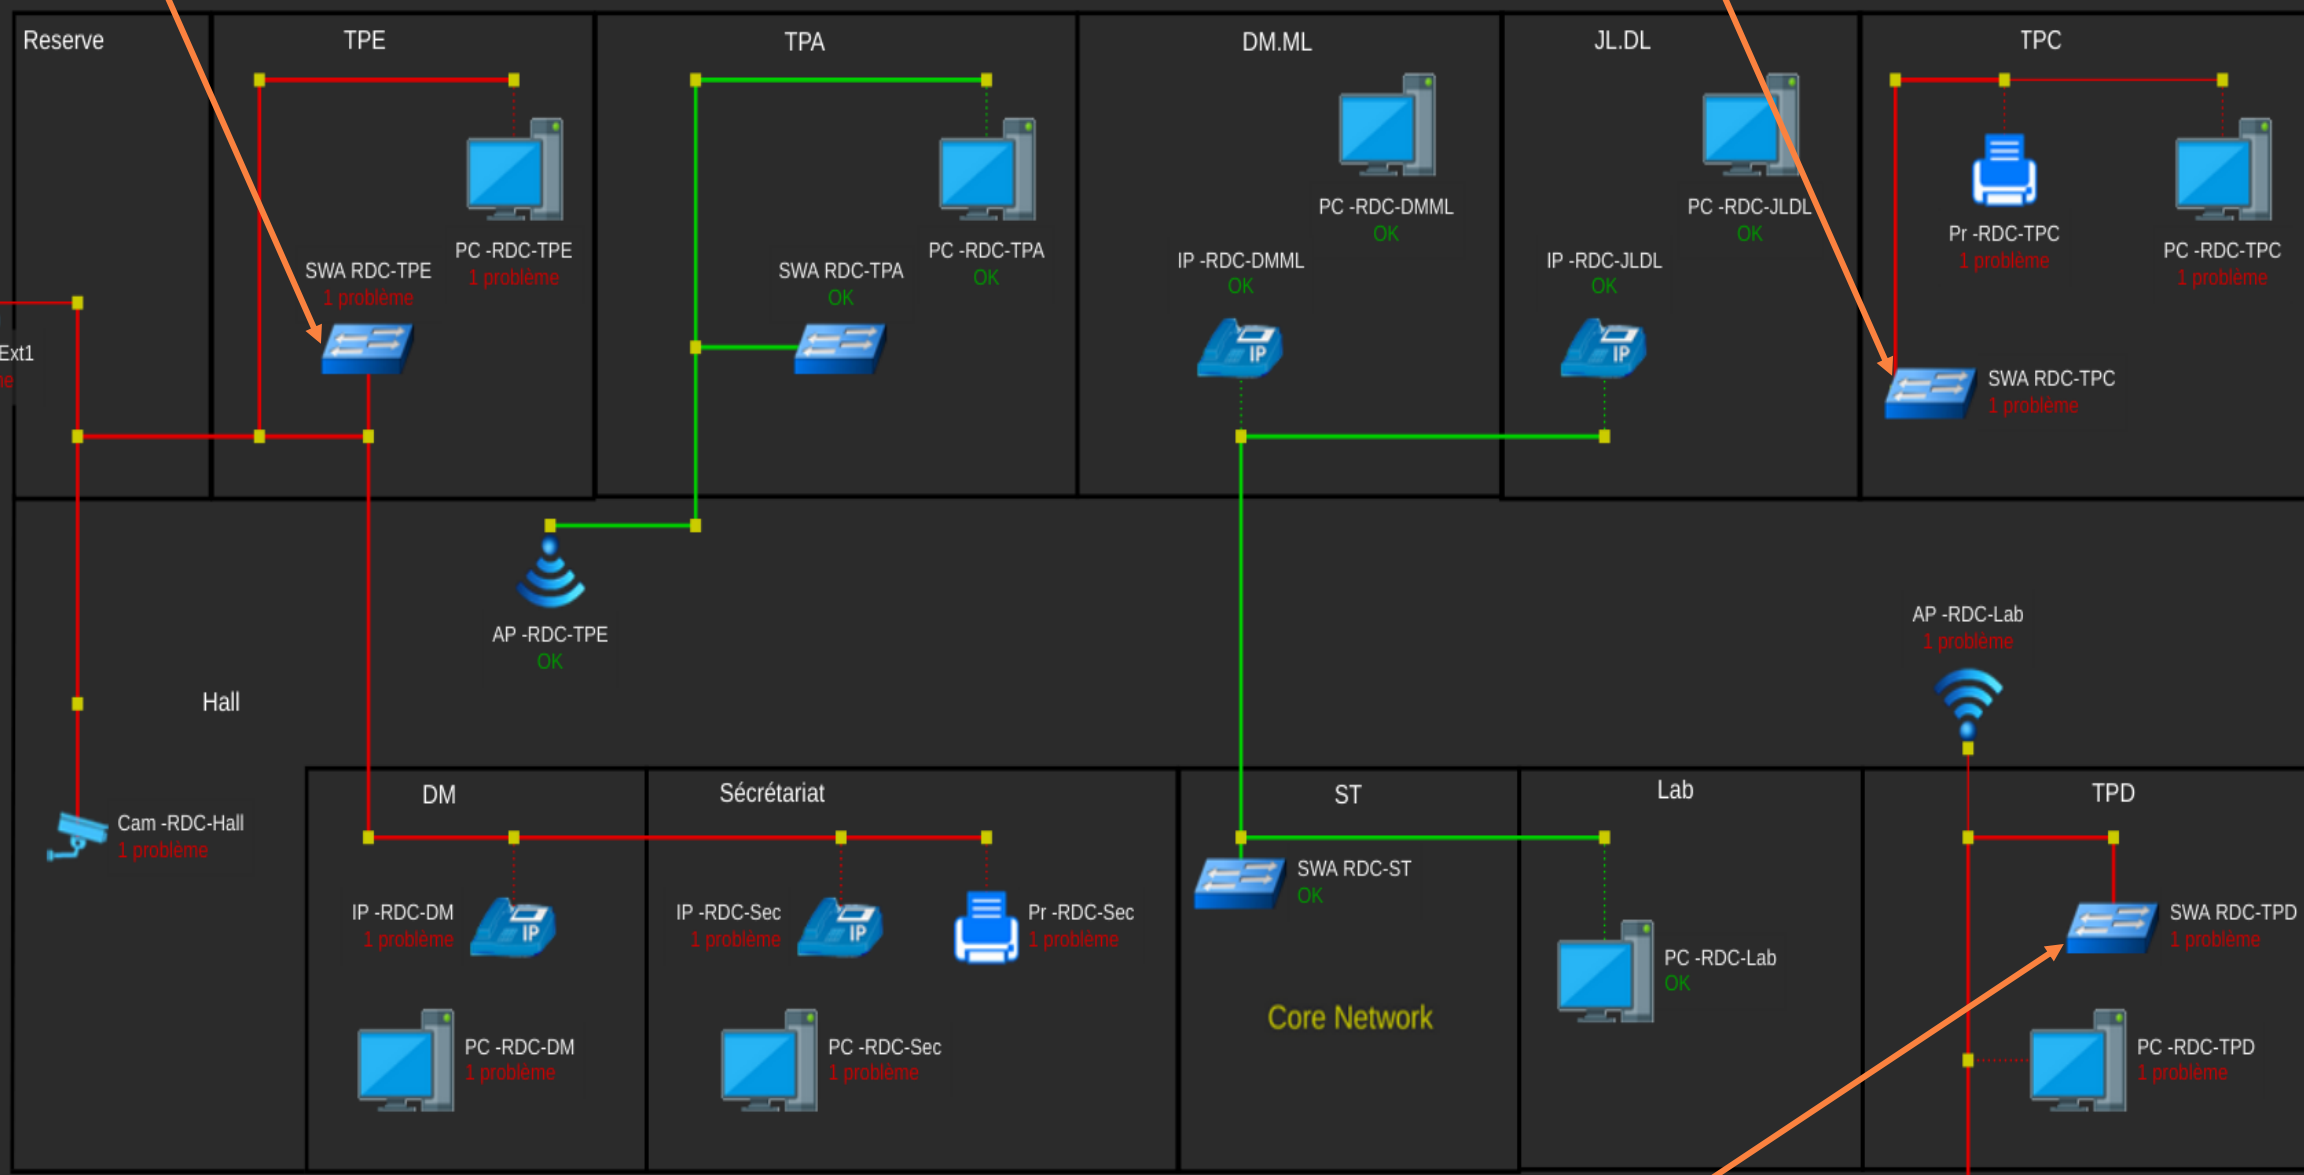 Reserve
TPE
TPA
DM.ML
JL.DL
TPC
PC -RDC-DMML
OK
PC -RDC-JLDL
OK
Pr -RDC-TPC
1 problème
PC -RDC-TPC
1 problème
SWA RDC-TPE
1 problème
PC -RDC-TPE
1 problème
SWA RDC-TPA
OK
PC -RDC-TPA
OK
IP -RDC-DMML
OK
IP -RDC-JLDL
OK
IP
IP
Ext1
SWA RDC-TPC
1 problème
AP -RDC-TPE
OK
AP -RDC-Lab
1 problème
Hall
DM
Sécrétariat
ST
Lab
TPD
Cam -RDC-Hall
1 problème
IP -RDC-DM
1 problème
IP
IP -RDC-Sec
1 problème
IP
Pr -RDC-Sec
1 problème
SWA RDC-ST
OK
SWA RDC-TPD
1 problème
PC -RDC-Lab
OK
Core Network
PC -RDC-DM
1 problème
PC -RDC-Sec
1 problème
PC -RDC-TPD
1 problème